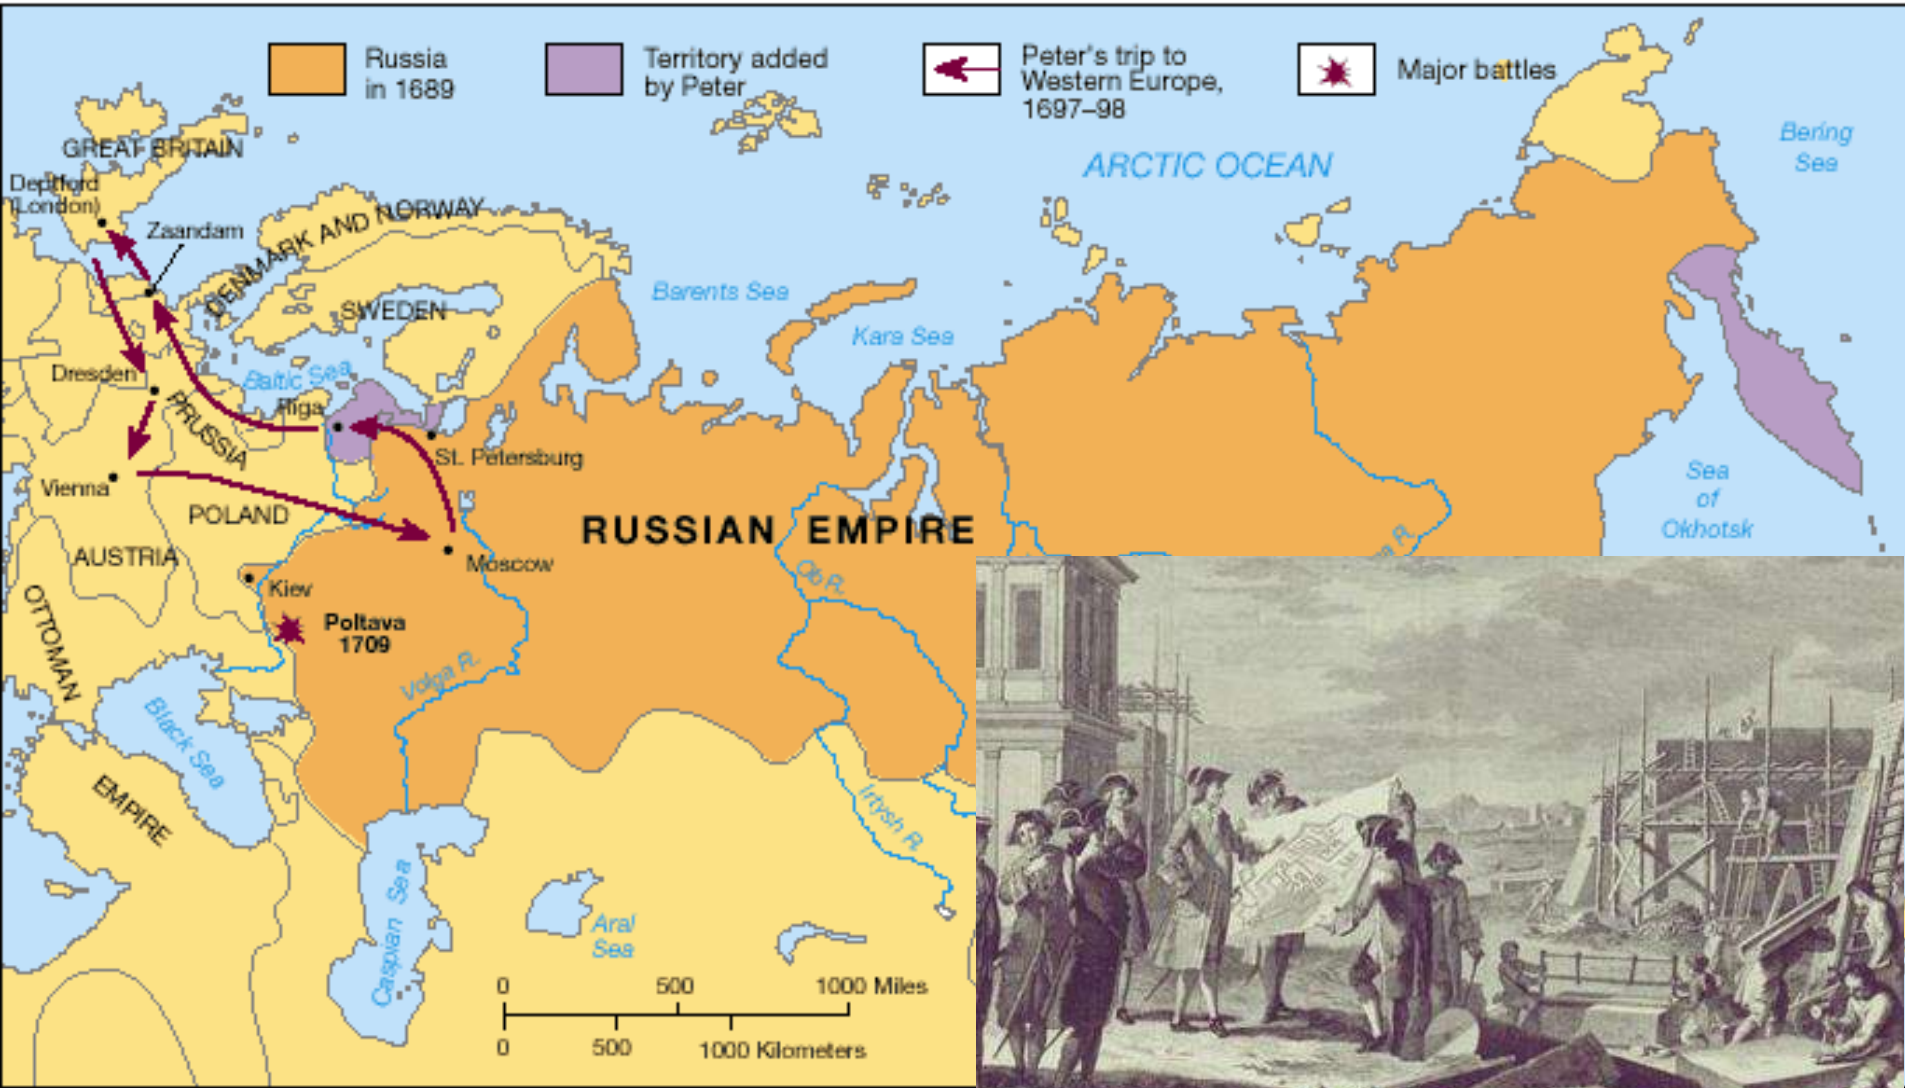 Russia
in 1689
Territory added
by Peter
Peter's trip to
Western Europe,
1697–98
Major battles
GREAT BRITAIN
Deptford
(London)
Zaandam
DENMARK AND NORWAY
SWEDEN
ARCTIC OCEAN
Bering
Sea
Barents Sea
Kara Sea
Dresden
Baltic Sea
Riga
PRUSSIA
St. Petersburg
Vienna
POLAND
RUSSIAN EMPIRE
Sea
of
Okhotsk
AUSTRIA
Moscow
Kiev
Ob R.
R.
OTTOMAN
EMPIRE
Poltava
1709
Volga R.
Black Sea
Irtysh R.
Caspian Sea
Aral
Sea
0 500 1000 Miles
0 500 1000 Kilometers